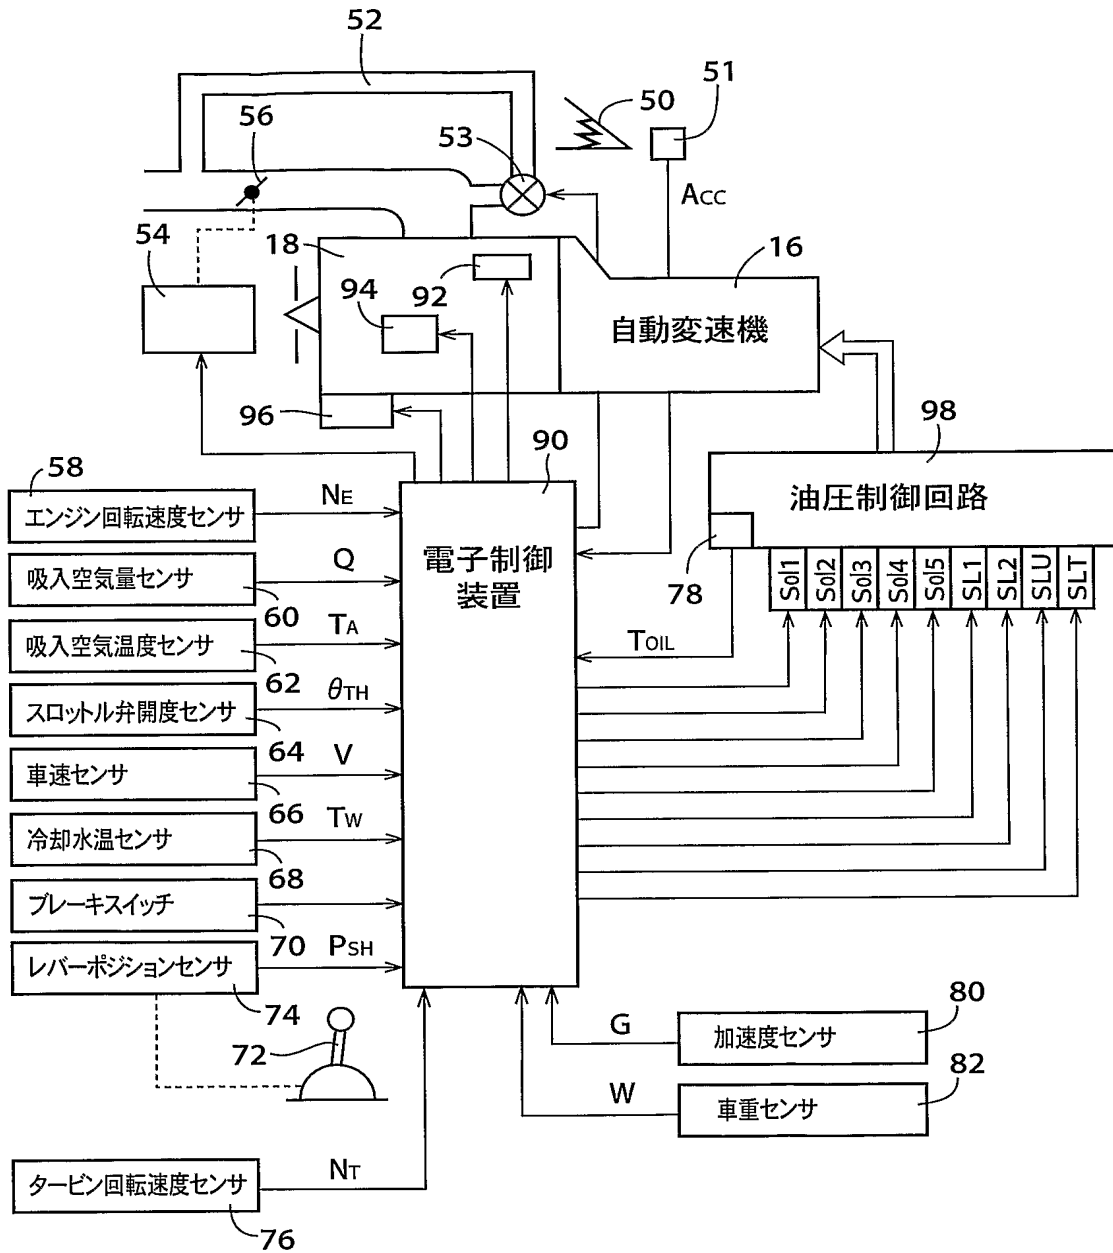 52
51
50
53
56
ACC
54
18
16
92
94
自動変速機
96
90
98
58
NE
エンジン回転速度センサ
油圧制御回路
電子制御
装置
Q
吸入空気量センサ
60
78
Sol1
Sol2
Sol3
Sol4
Sol5
SL1
SL2
SLU
SLT
TA
吸入空気温度センサ
62
TOIL
θTH
スロットル弁開度センサ
64
V
車速センサ
66
TW
冷却水温センサ
68
ブレーキスイッチ
70
PSH
レバーポジションセンサ
74
72
G
加速度センサ
80
W
車重センサ
82
NT
タービン回転速度センサ
76